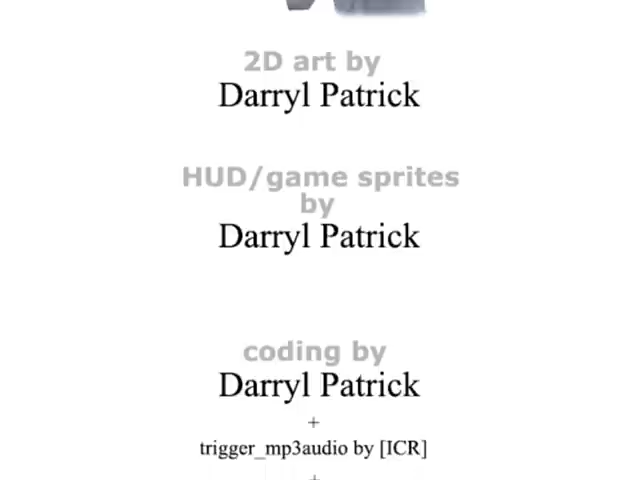 2D art by
Darryl Patrick
HUD/game sprites
by
Darryl Patrick
coding by
Darryl Patrick
+
trigger_mp3audio by [ICR]
+